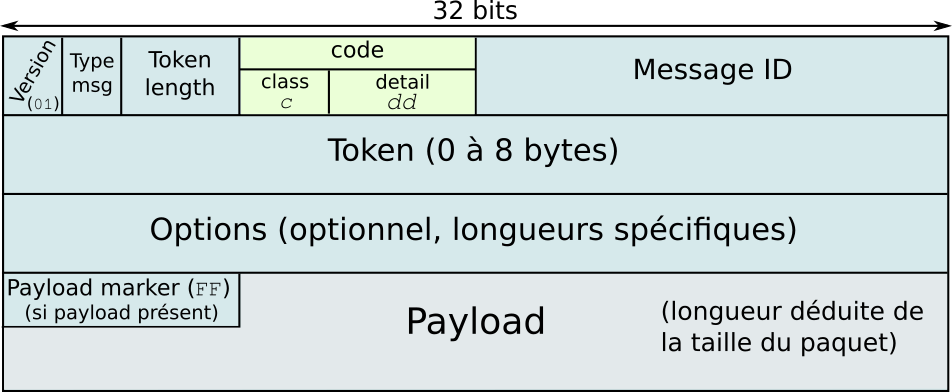 32 bits
Version
(01)
Type
msg
Token
length
code
class
c
detail
dd
Message ID
Token (0 à 8 bytes)
Options (optionnel, longueurs spécifiques)
Payload marker (FF)
(si payload présent)
Payload
(longueur déduite de
la taille du paquet)